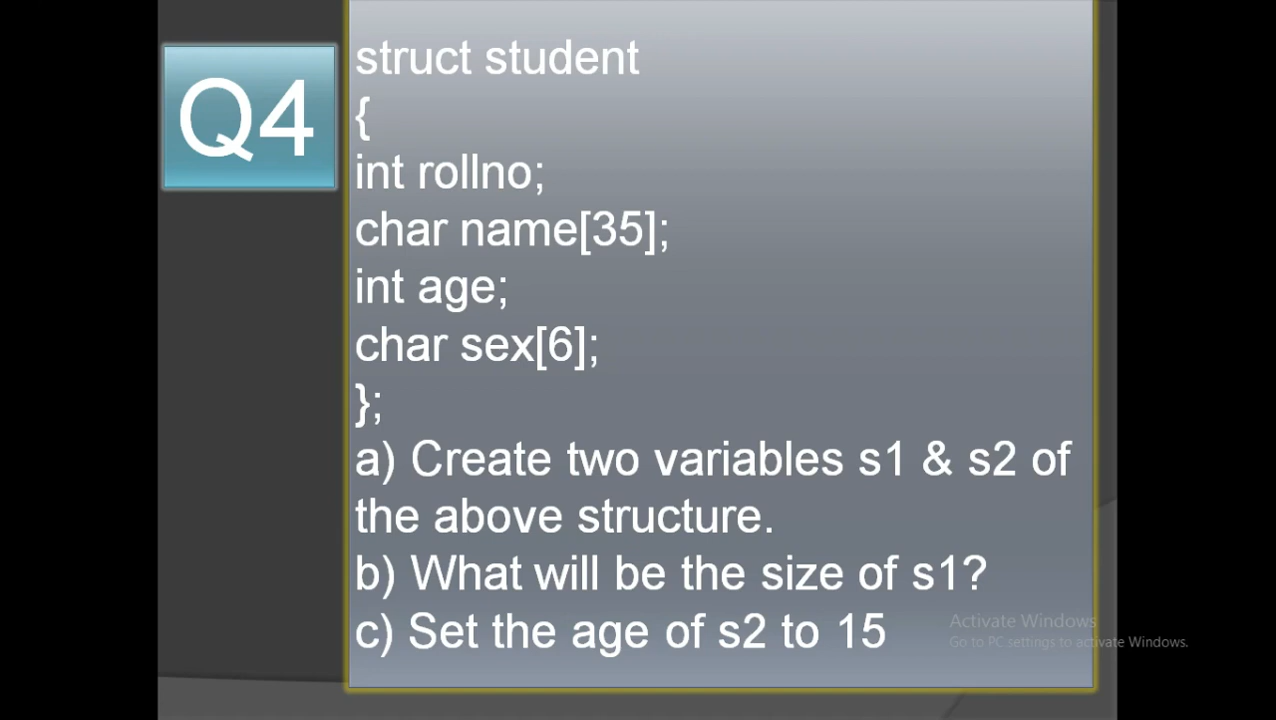 Q4
struct student
{
int rollno;
char name[35];
int age;
char sex[6];
};
a) Create two variables s1 & s2 of
the above structure.
b) What will be the size of s1?
c) Set the age of s2 to 15
Activate Windows
Go to PC settings to activate Windows.